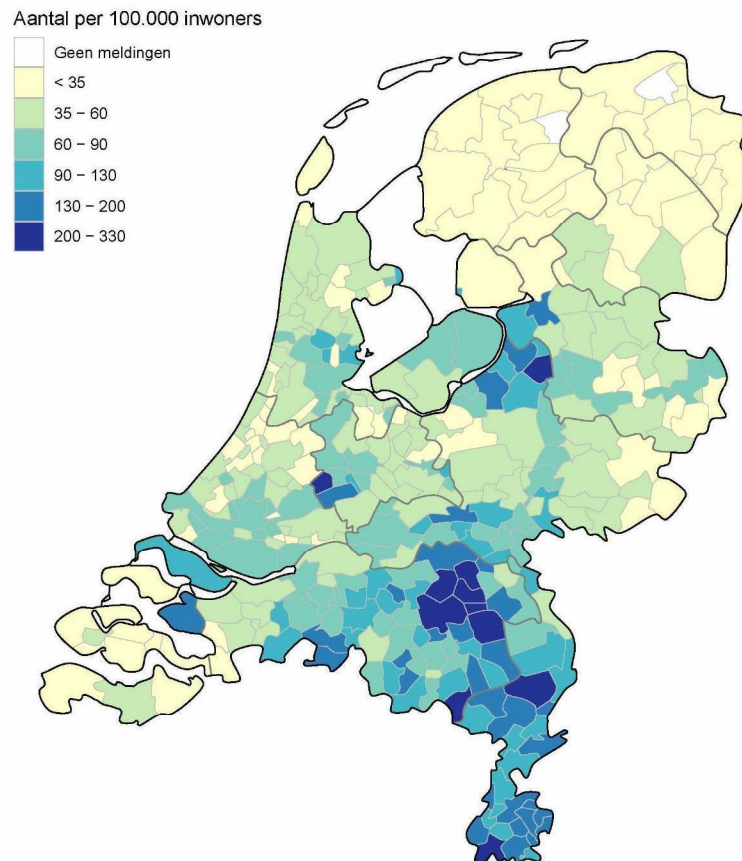 Aantal per 100.000 inwoners
Geen meldingen
< 35
35 − 60
60 − 90
90 − 130
130 − 200
200 − 330